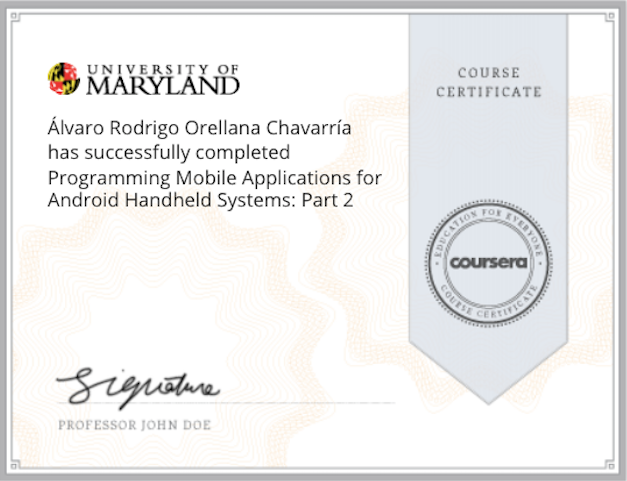 UNIVERSITY OF
MARYLAND
COURSE
CERTIFICATE
Álvaro Rodrigo Orellana Chavarría
has successfully completed
Programming Mobile Applications for
Android Handheld Systems: Part 2
EDUCATION FOR EVERYONE
coursera
COURSE CERTIFICATE
Signature
PROFESSOR JOHN DOE